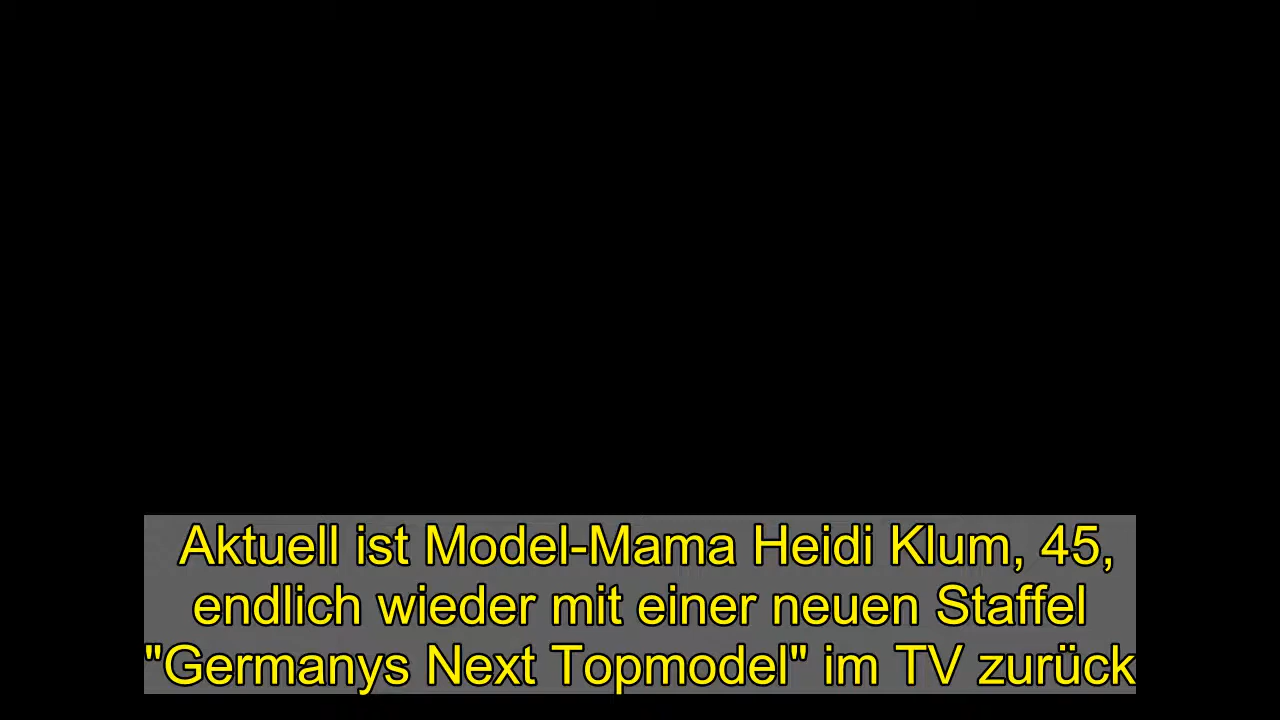 Aktuell ist Model-Mama Heidi Klum, 45,
endlich wieder mit einer neuen Staffel
"Germanys Next Topmodel" im TV zurück